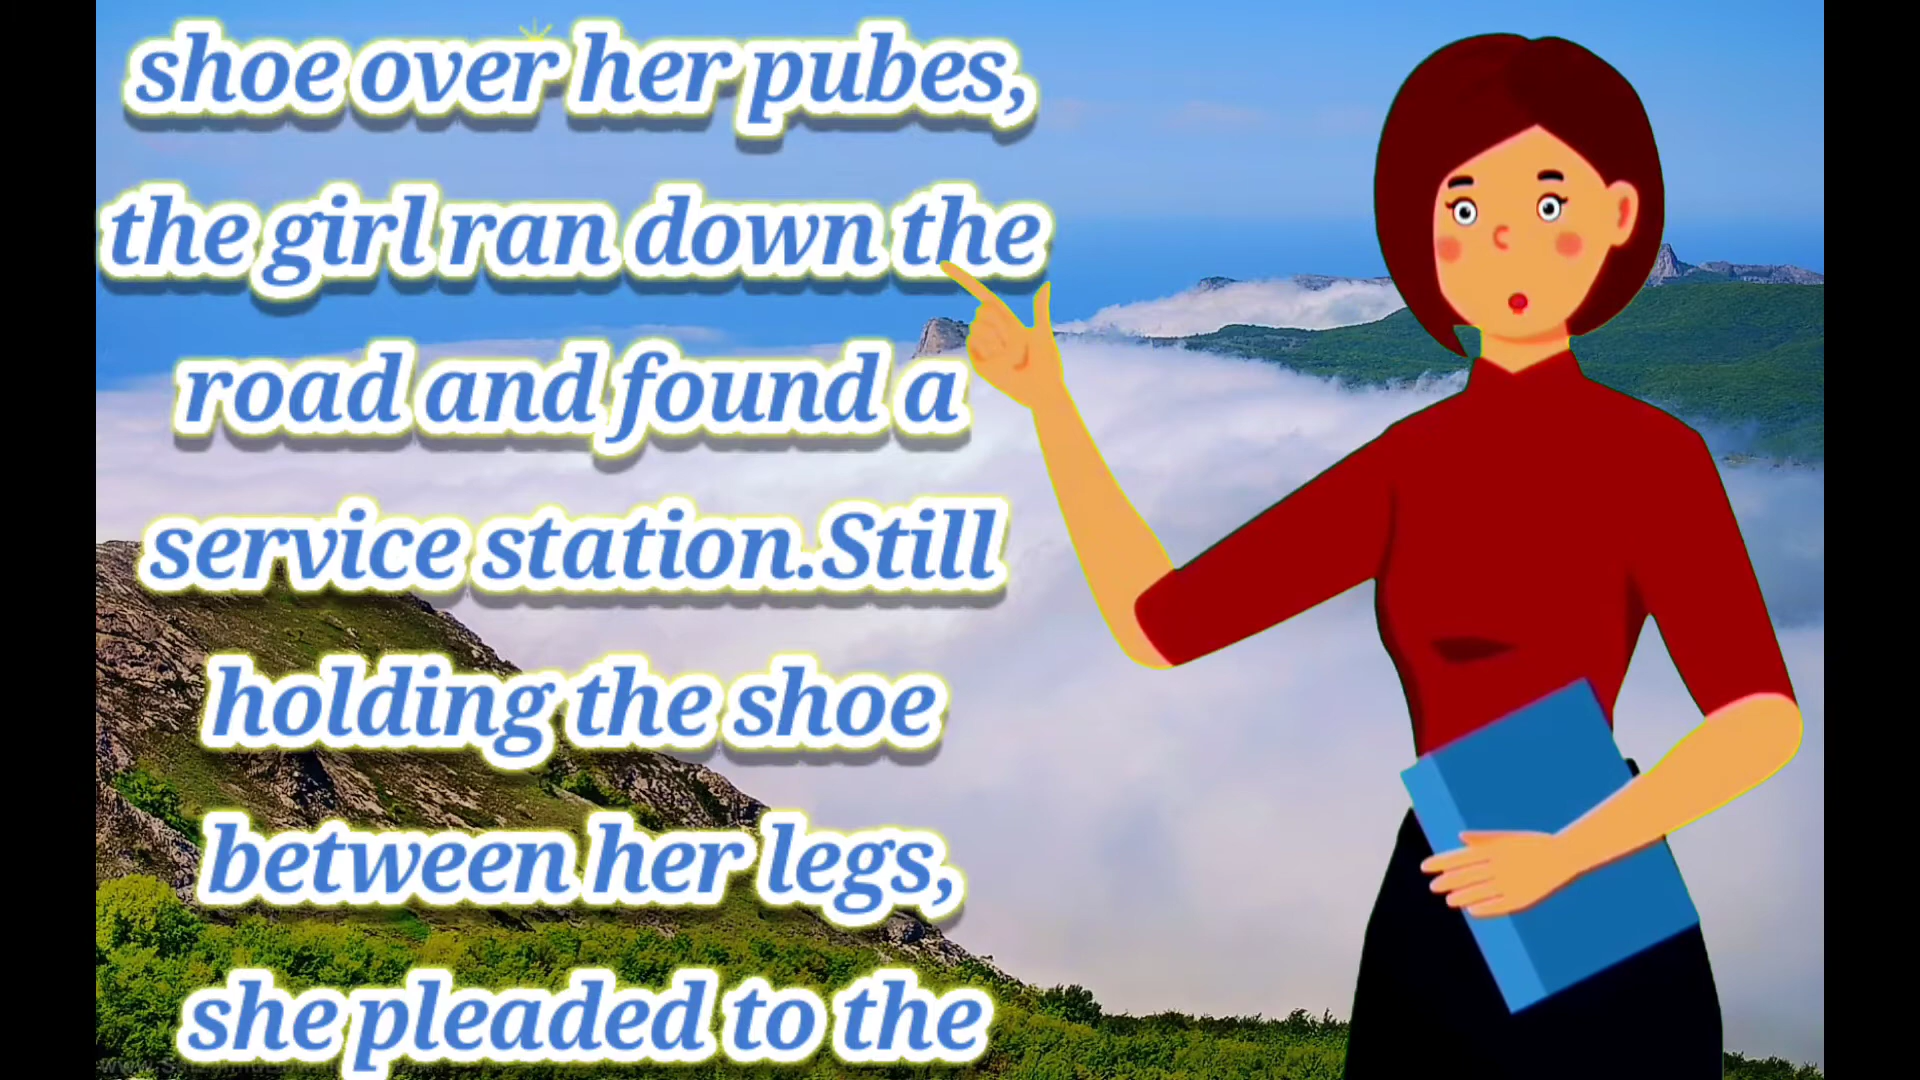 shoe over her pubes,
the girl ran down the
road and found a
service station.Still
holding the shoe
between her legs,
she pleaded to the